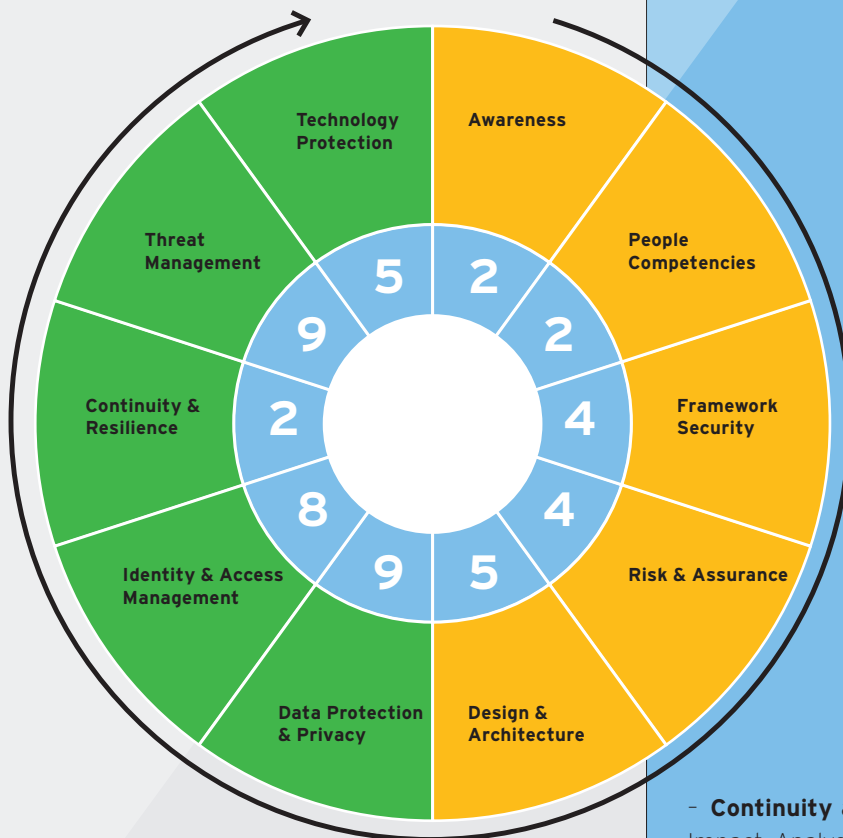 Technology
Protection
5
Awareness
2
People
Competencies
2
Framework
Security
4
Risk & Assurance
4
Design &
Architecture
5
Data Protection
& Privacy
9
Identity & Access
Management
8
Continuity &
Resilience
2
Threat
Management
9
- Continuity